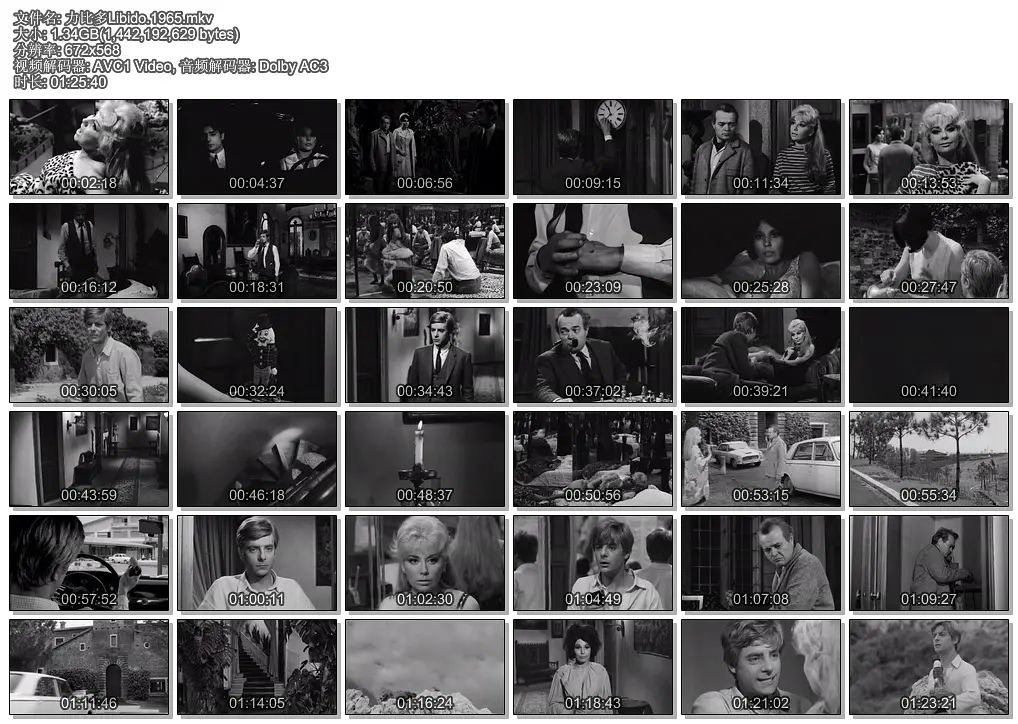 文件名: 力比多Libido.1965.mkv
大小: 1.34GB(1,442,192,629 bytes)
分辨率: 672x568
视频解码器: AVC1 Video, 音频解码器: Dolby AC3
时长: 01:25:40
00:02:18 00:04:37 00:06:56 00:09:15 00:11:34 00:13:53
00:16:12 00:18:31 00:20:50 00:23:09 00:25:28 00:27:47
00:30:05 00:32:24 00:34:43 00:37:02 00:39:21 00:41:40
00:43:59 00:46:18 00:48:37 00:50:56 00:53:15 00:55:34
00:57:52 01:00:11 01:02:30 01:04:49 01:07:08 01:09:27
01:11:46 01:14:05 01:16:24 01:18:43 01:21:02 01:23:21